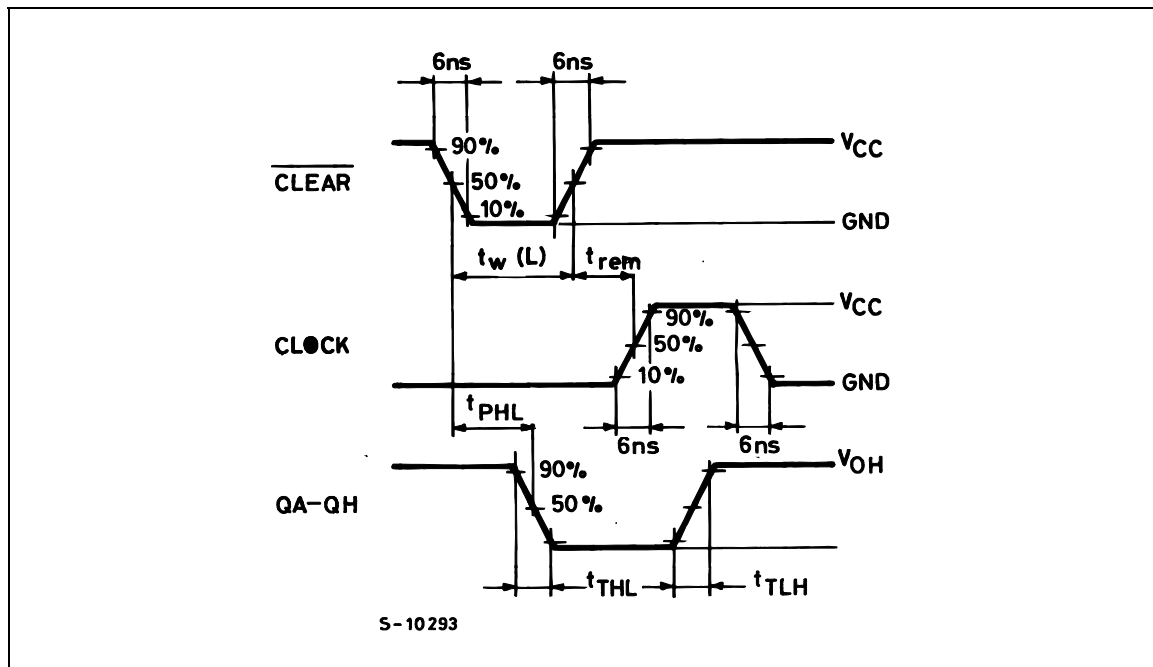 6ns 6ns
90%
VCC
CLEAR
50%
10%
GND
tw (L) trem
VCC
90%
CLOCK
50%
10%
GND
tPHL
6ns 6ns
90%
VOH
QA-QH
50%
tTHL tTLH
S-10293